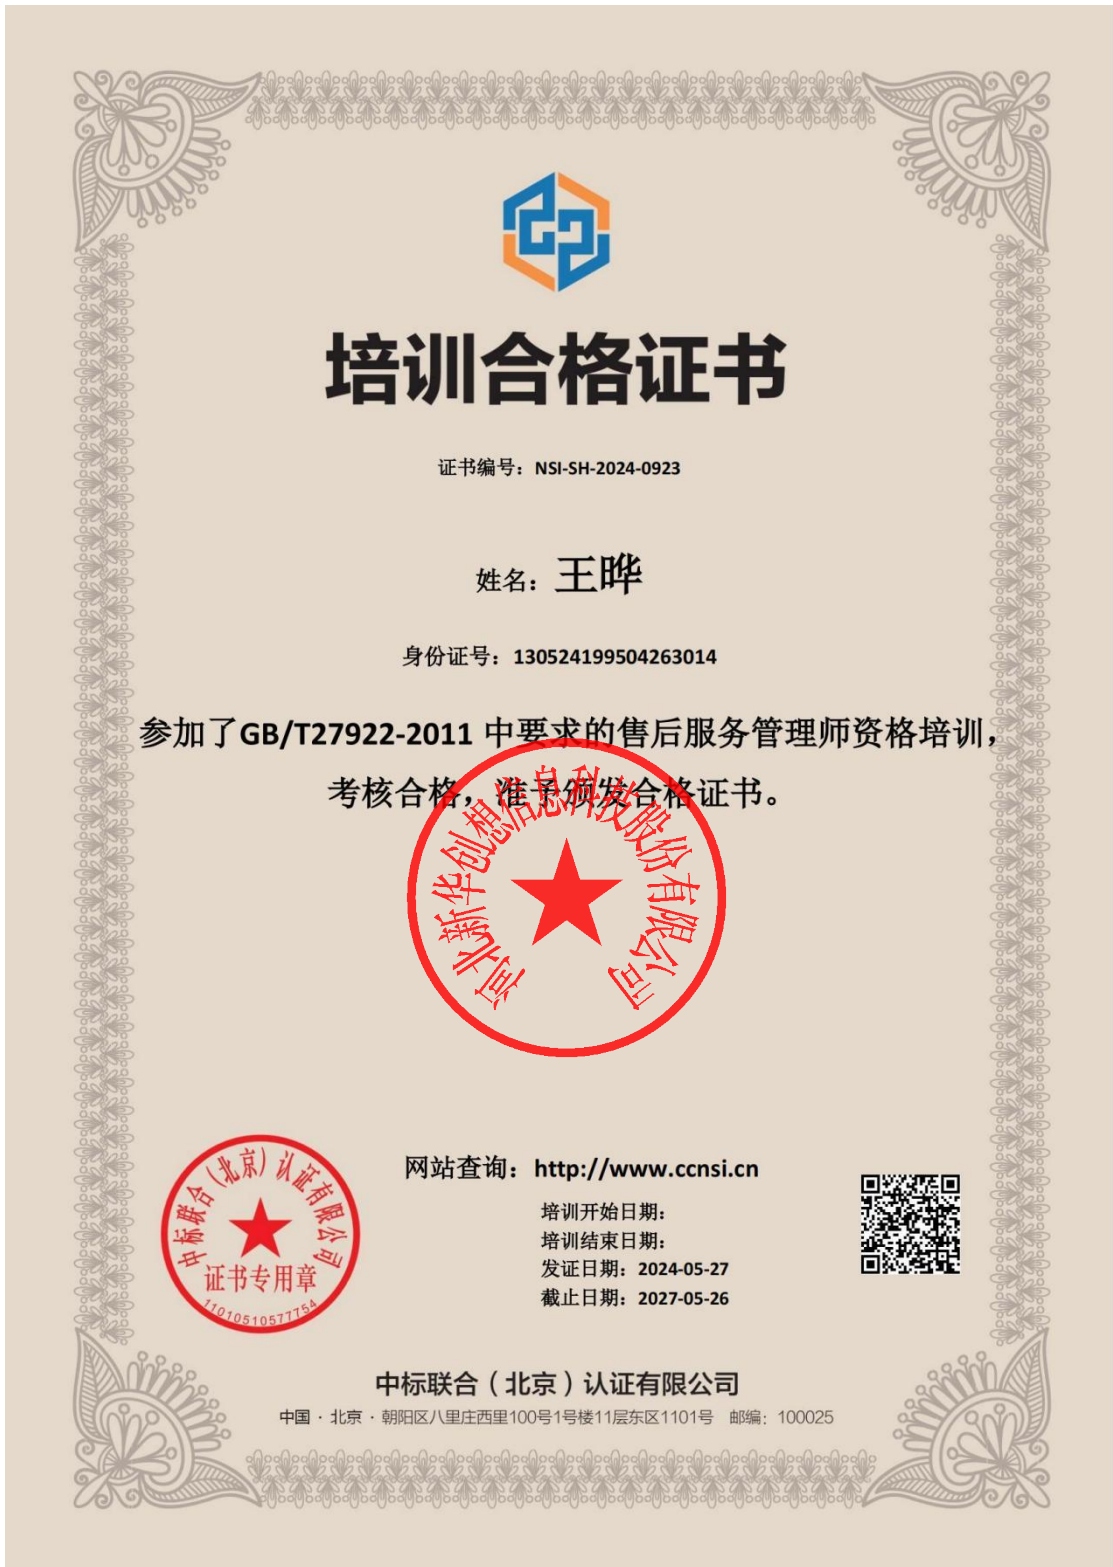 培训合格证书
证书编号：NSI-SH-2024-0923
姓名：王晔
身份证号：130524199504263014
参加了GB/T27922-2011 中要求的售后服务管理师资格培训，
考核合格，准予颁发合格证书。
河北新华创想信息科技股份有限公司
中标联合（北京）认证有限公司
证书专用章
11010510577754
网站查询：http://www.ccnsi.cn
培训开始日期：
培训结束日期：
发证日期：2024-05-27
截止日期：2027-05-26
中标联合（北京）认证有限公司
中国 · 北京 · 朝阳区八里庄西里100号1号楼11层东区1101号 邮编：100025